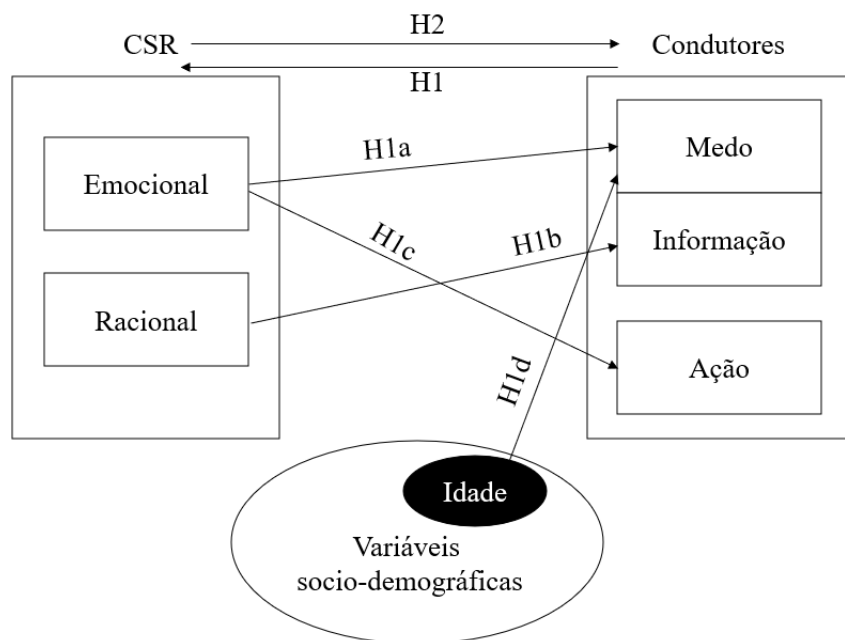 H2
CSR
Condutores
H1
Emocional
H1a
Medo
H1c
H1b
Informação
Racional
H1d
Ação
Idade
Variáveis
socio-demográficas